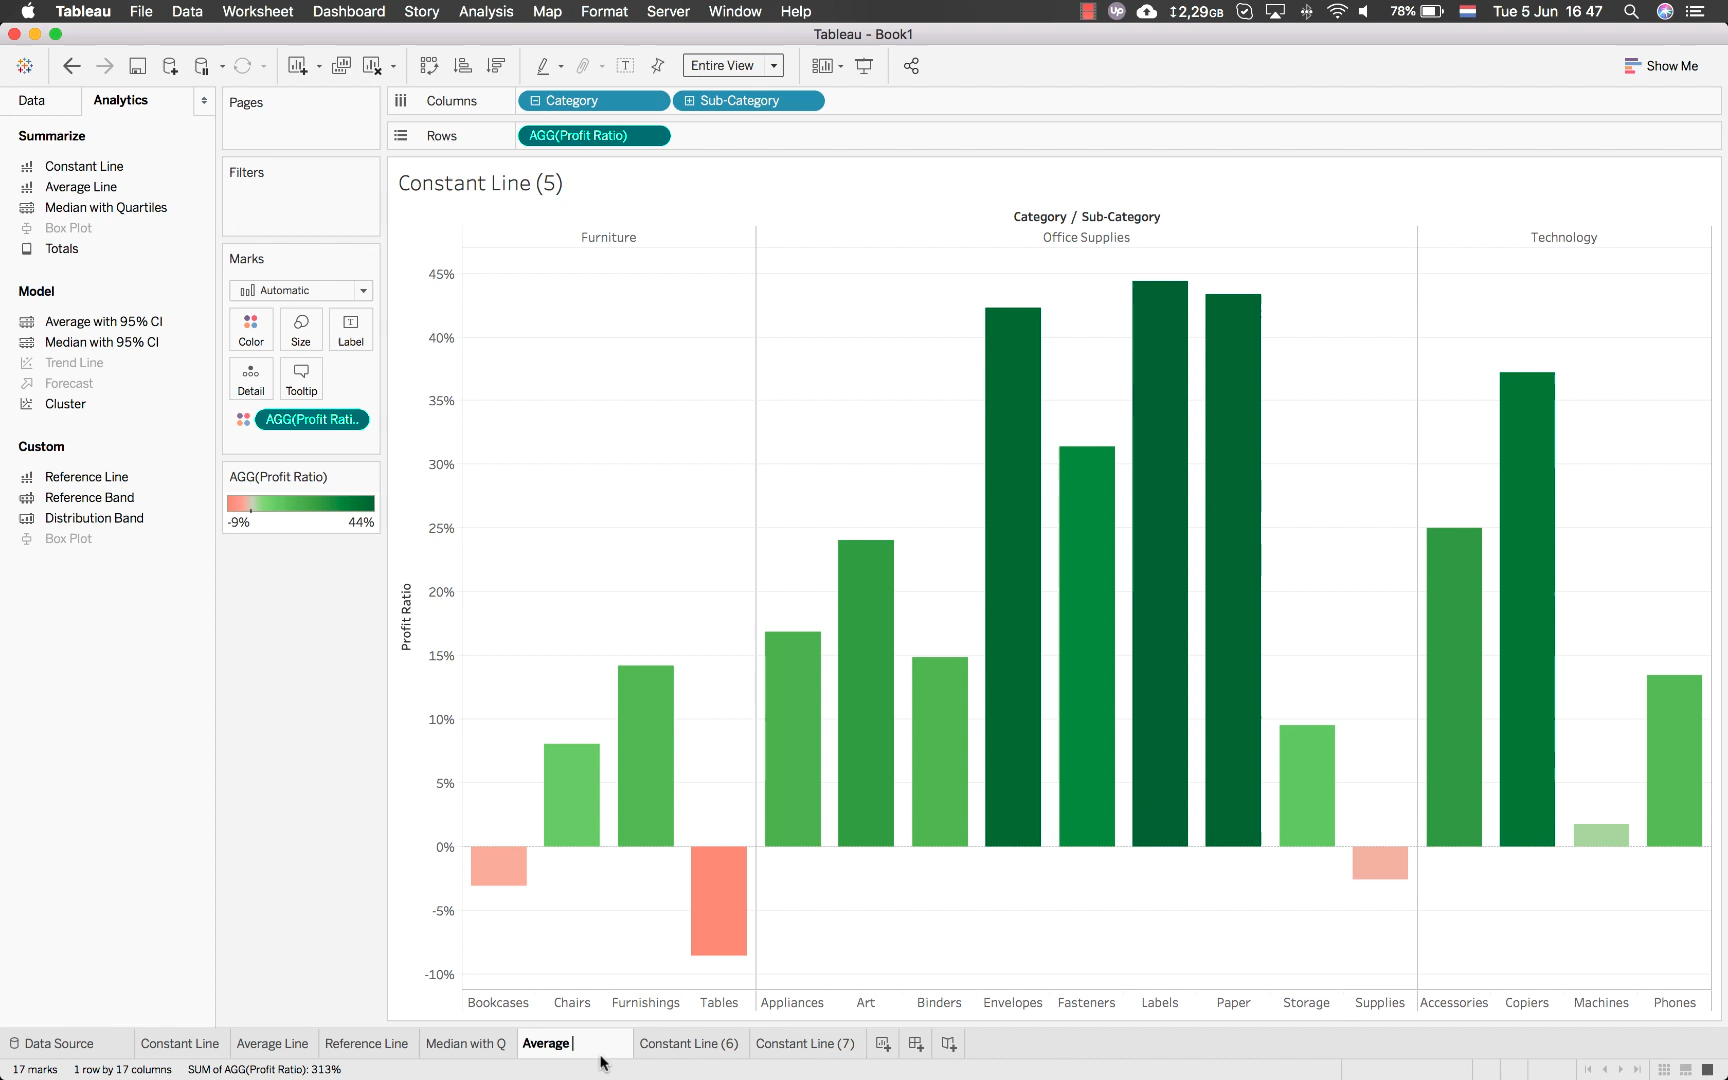 Tableau File Data Worksheet Dashboard Story Analysis Map Format Server Window Help
Up 2,29GB 78% Tue 5 Jun 16 47
Tableau - Book1
Entire View
Show Me
Data Analytics
Summarize
Constant Line
Average Line
Median with Quartiles
Box Plot
Totals
Model
Average with 95% CI
Median with 95% CI
Trend Line
Forecast
Cluster
Custom
Reference Line
Reference Band
Distribution Band
Box Plot
Pages
Filters
Marks
Automatic
Color Size Label
Detail Tooltip
AGG(Profit Rati..
AGG(Profit Ratio)
-9% 44%
Columns Category Sub-Category
Rows AGG(Profit Ratio)
Constant Line (5)
Category / Sub-Category
Furniture Office Supplies Technology
Profit Ratio
45%
40%
35%
30%
25%
20%
15%
10%
5%
0%
-5%
-10%
Bookcases Chairs Furnishings Tables Appliances Art Binders Envelopes Fasteners Labels Paper Storage Supplies Accessories Copiers Machines Phones
Data Source Constant Line Average Line Reference Line Median with Q Average Constant Line (6) Constant Line (7)
17 marks 1 row by 17 columns SUM of AGG(Profit Ratio): 313%